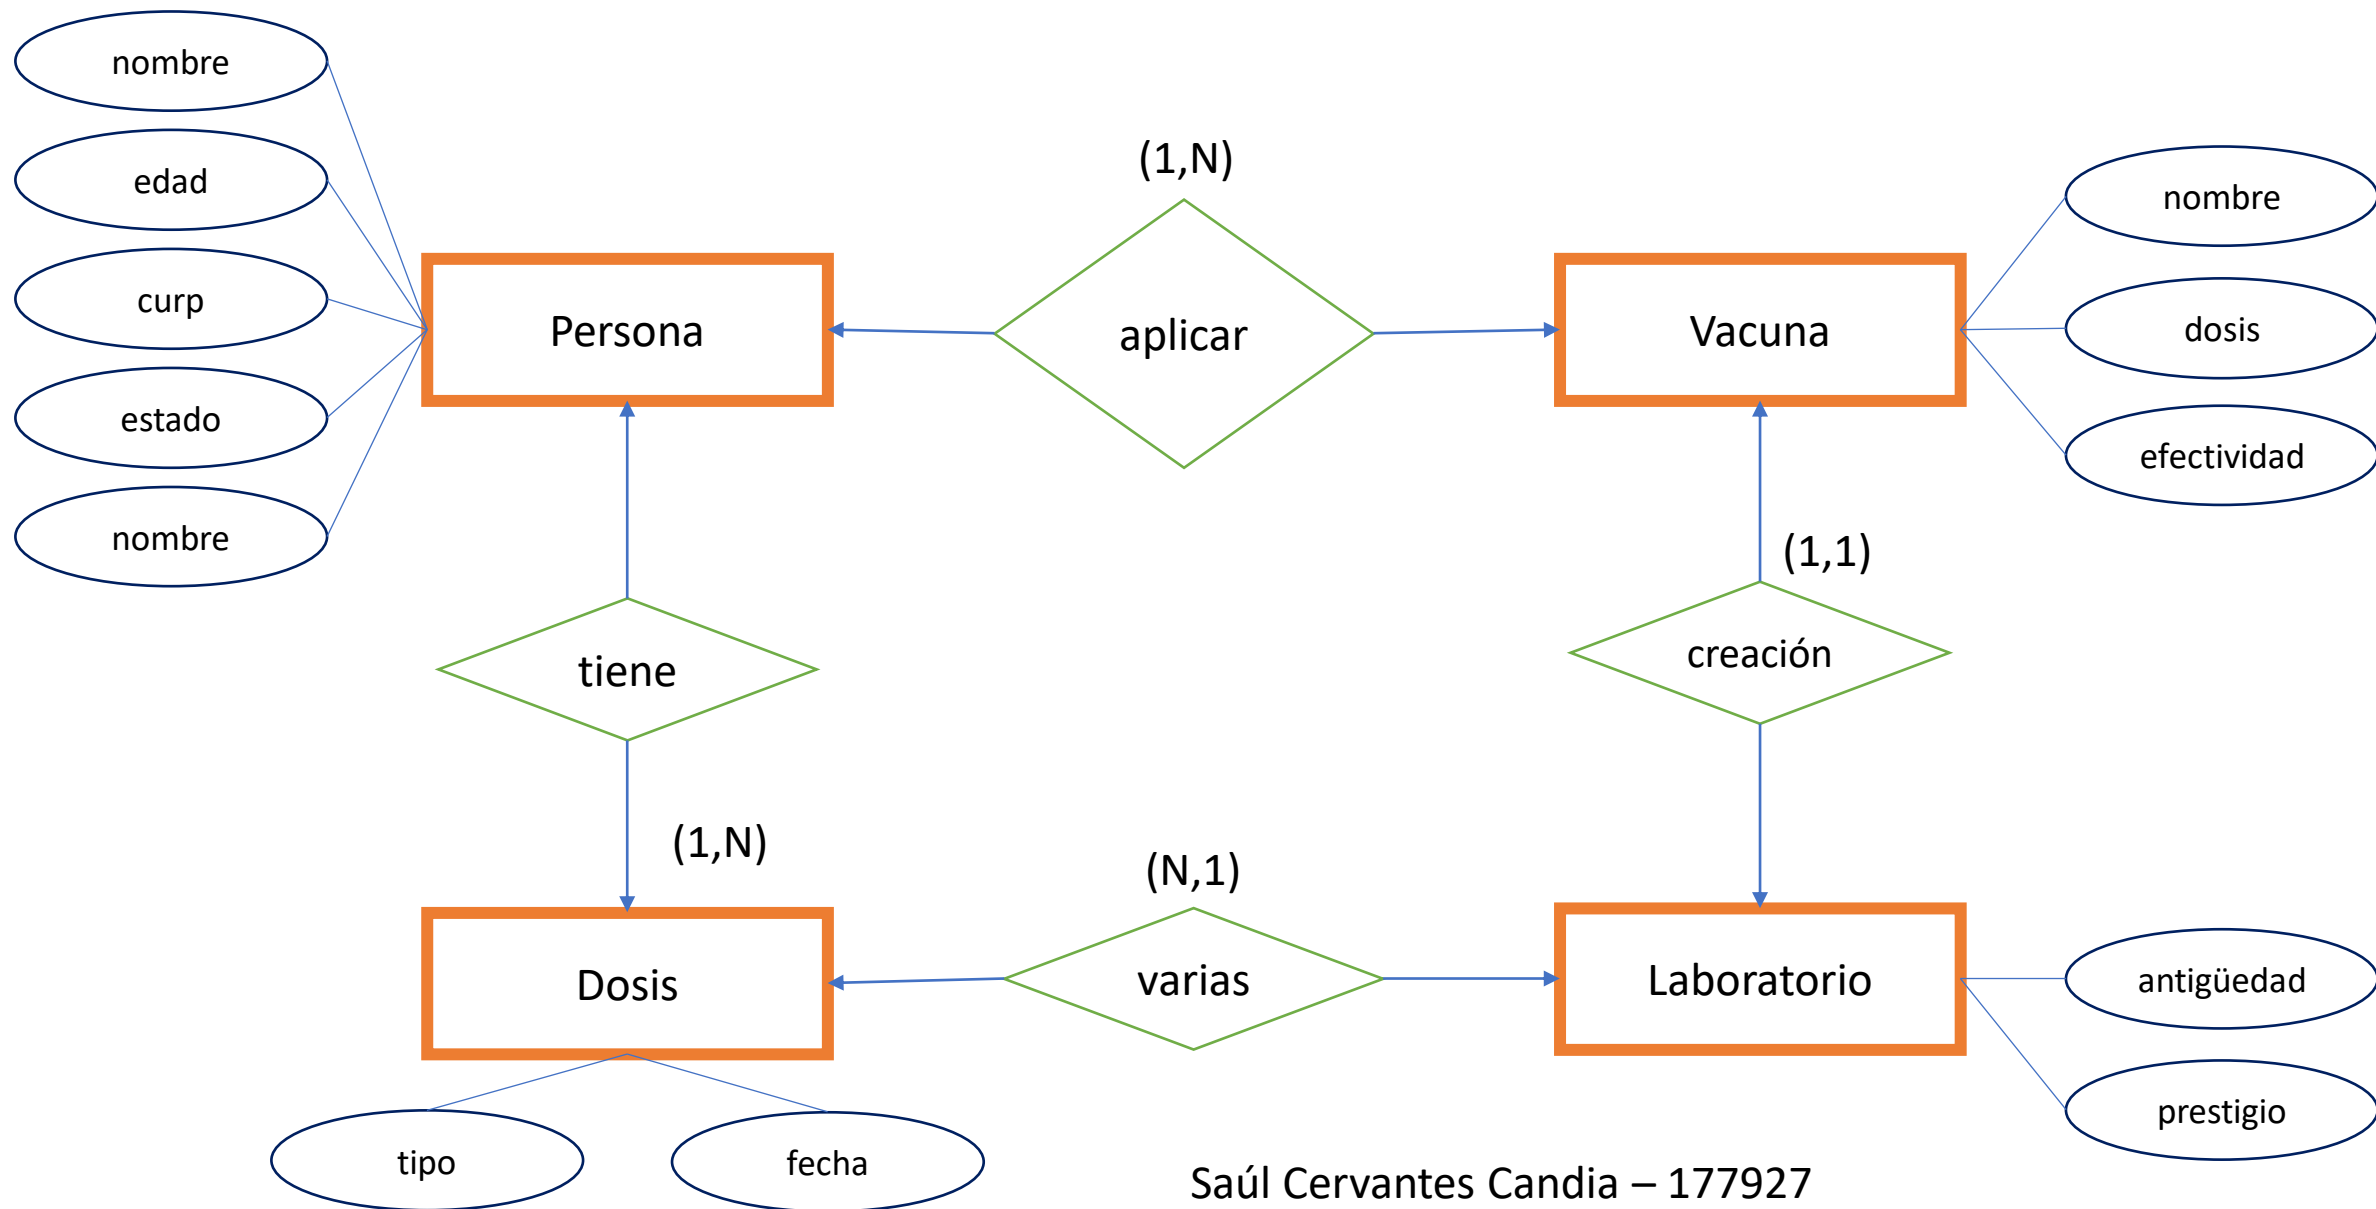 nombre
edad
curp
estado
nombre
Persona
(1,N)
aplicar
Vacuna
nombre
dosis
efectividad
tiene
(1,1)
creación
(1,N)
(N,1)
Dosis
varias
Laboratorio
antigüedad
prestigio
tipo
fecha
Saúl Cervantes Candia – 177927